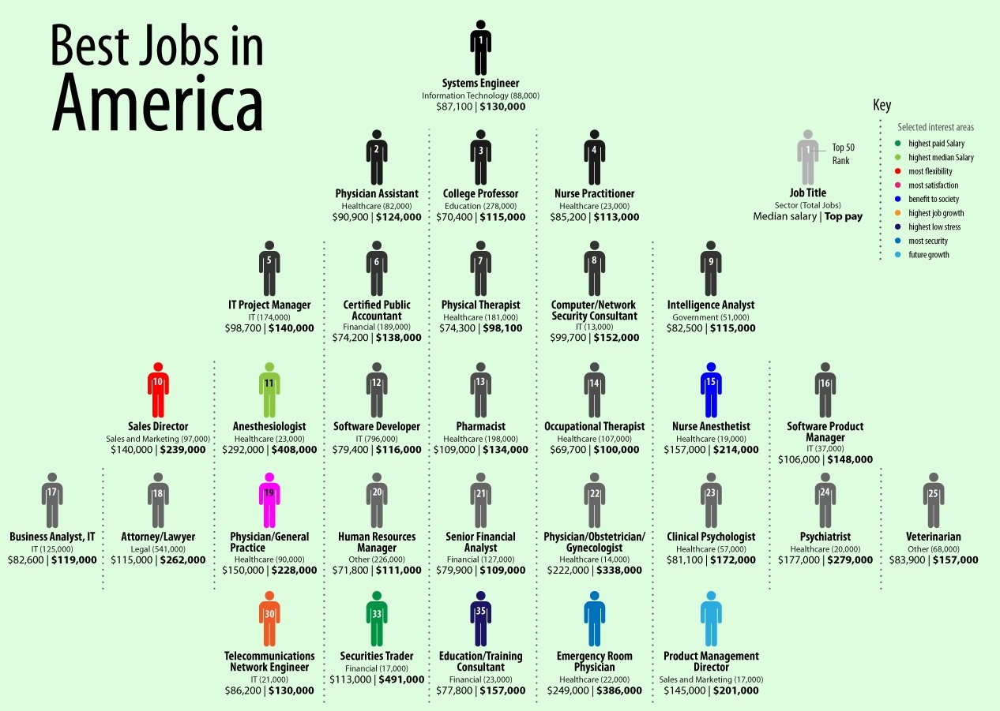 Best Jobs in
America
1
Systems Engineer
Information Technology (88,000)
$87,100 | $130,000
Key
Selected interest areas
highest paid Salary
highest median Salary
most flexibility
most satisfaction
benefit to society
highest job growth
highest low stress
most security
future growth
1
Top 50
Rank
Job Title
Sector (Total Jobs)
Median salary | Top pay
2
Physician Assistant
Healthcare (82,000)
$90,900 | $124,000
3
College Professor
Education (278,000)
$70,400 | $115,000
4
Nurse Practitioner
Healthcare (23,000)
$85,200 | $113,000
5
IT Project Manager
IT (174,000)
$98,700 | $140,000
6
Certified Public
Accountant
Financial (189,000)
$74,200 | $138,000
7
Physical Therapist
Healthcare (181,000)
$74,300 | $98,100
8
Computer/Network
Security Consultant
IT (13,000)
$99,700 | $152,000
9
Intelligence Analyst
Government (51,000)
$82,500 | $115,000
10
Sales Director
Sales and Marketing (97,000)
$140,000 | $239,000
11
Anesthesiologist
Healthcare (23,000)
$292,000 | $408,000
12
Software Developer
IT (796,000)
$79,400 | $116,000
13
Pharmacist
Healthcare (198,000)
$109,000 | $134,000
14
Occupational Therapist
Healthcare (107,000)
$69,700 | $100,000
15
Nurse Anesthetist
Healthcare (19,000)
$157,000 | $214,000
16
Software Product
Manager
IT (37,000)
$106,000 | $148,000
17
Business Analyst, IT
IT (125,000)
$82,600 | $119,000
18
Attorney/Lawyer
Legal (541,000)
$115,000 | $262,000
19
Physician/General
Practice
Healthcare (90,000)
$150,000 | $228,000
20
Human Resources
Manager
Other (226,000)
$71,800 | $111,000
21
Senior Financial
Analyst
Financial (127,000)
$79,900 | $109,000
22
Physician/Obstetrician/
Gynecologist
Healthcare (14,000)
$222,000 | $338,000
23
Clinical Psychologist
Healthcare (57,000)
$81,100 | $172,000
24
Psychiatrist
Healthcare (20,000)
$177,000 | $279,000
25
Veterinarian
Other (68,000)
$83,900 | $157,000
30
Telecommunications
Network Engineer
IT (21,000)
$86,200 | $130,000
33
Securities Trader
Financial (17,000)
$113,000 | $491,000
35
Education/Training
Consultant
Financial (23,000)
$77,800 | $157,000
Emergency Room
Physician
Healthcare (22,000)
$249,000 | $386,000
Product Management
Director
Sales and Marketing (17,000)
$145,000 | $201,000